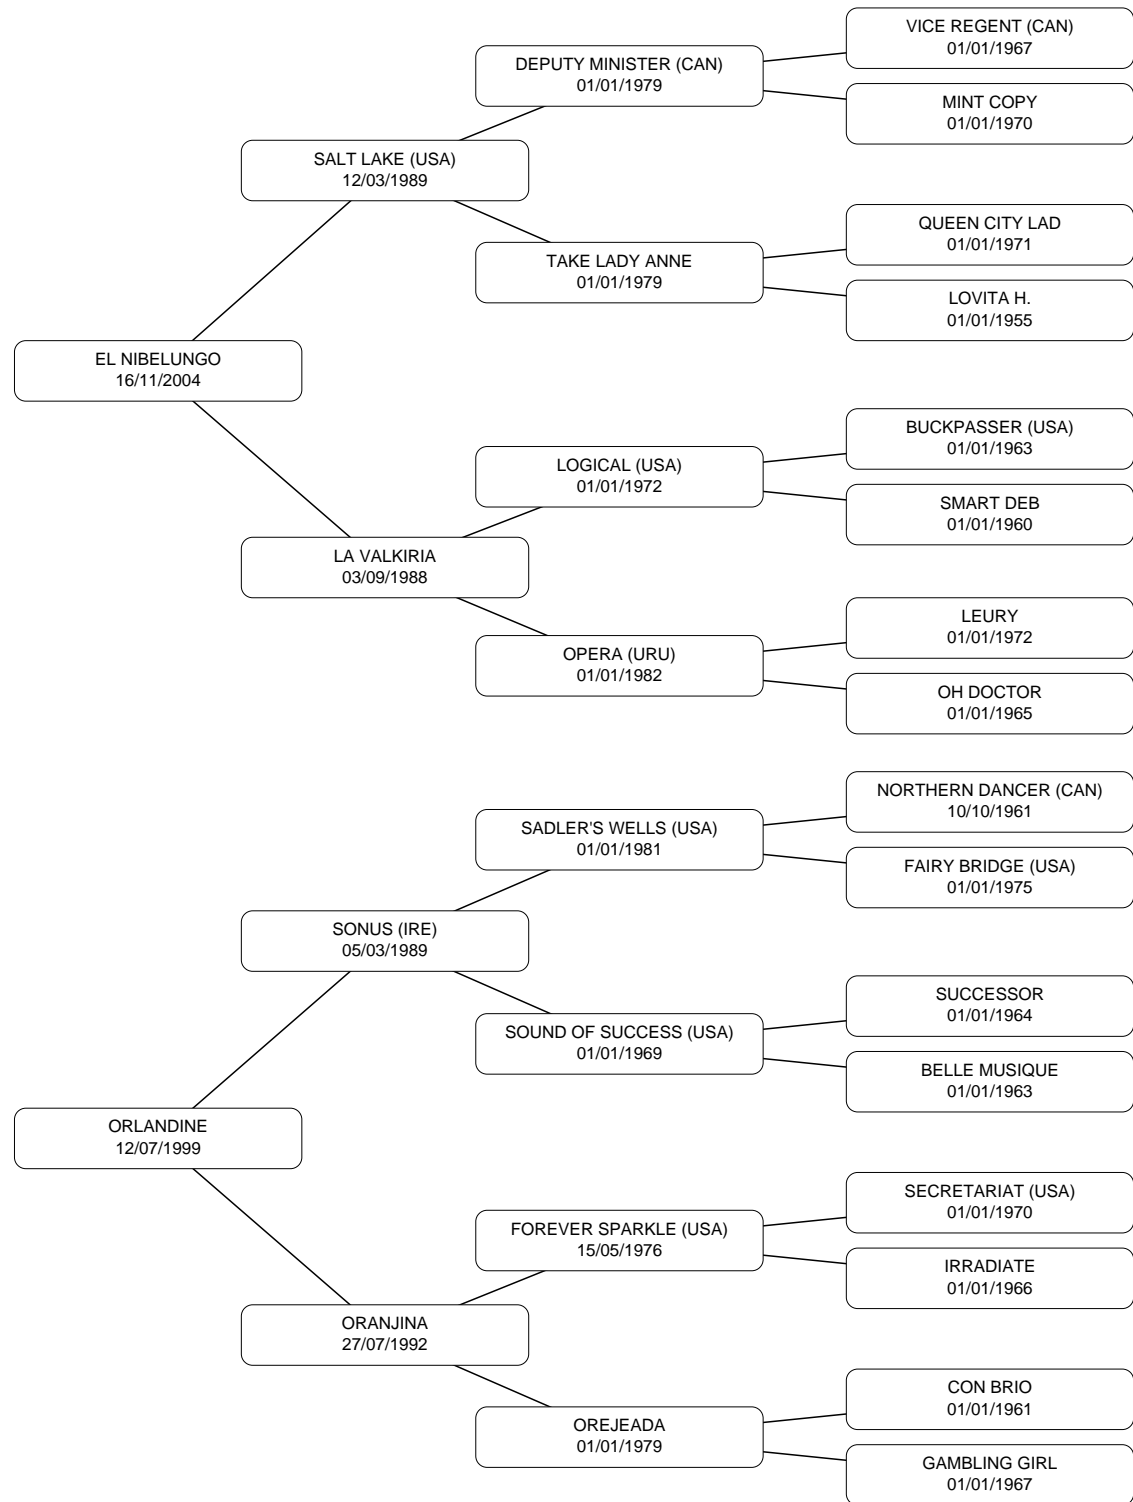 VICE REGENT (CAN)
01/01/1967
DEPUTY MINISTER (CAN)
01/01/1979
MINT COPY
01/01/1970
SALT LAKE (USA)
12/03/1989
QUEEN CITY LAD
01/01/1971
TAKE LADY ANNE
01/01/1979
LOVITA H.
01/01/1955
EL NIBELUNGO
16/11/2004
BUCKPASSER (USA)
01/01/1963
LOGICAL (USA)
01/01/1972
SMART DEB
01/01/1960
LA VALKIRIA
03/09/1988
LEURY
01/01/1972
OPERA (URU)
01/01/1982
OH DOCTOR
01/01/1965
NORTHERN DANCER (CAN)
10/10/1961
SADLER'S WELLS (USA)
01/01/1981
FAIRY BRIDGE (USA)
01/01/1975
SONUS (IRE)
05/03/1989
SUCCESSOR
01/01/1964
SOUND OF SUCCESS (USA)
01/01/1969
BELLE MUSIQUE
01/01/1963
ORLANDINE
12/07/1999
SECRETARIAT (USA)
01/01/1970
FOREVER SPARKLE (USA)
15/05/1976
IRRADIATE
01/01/1966
ORANJINA
27/07/1992
CON BRIO
01/01/1961
OREJEADA
01/01/1979
GAMBLING GIRL
01/01/1967